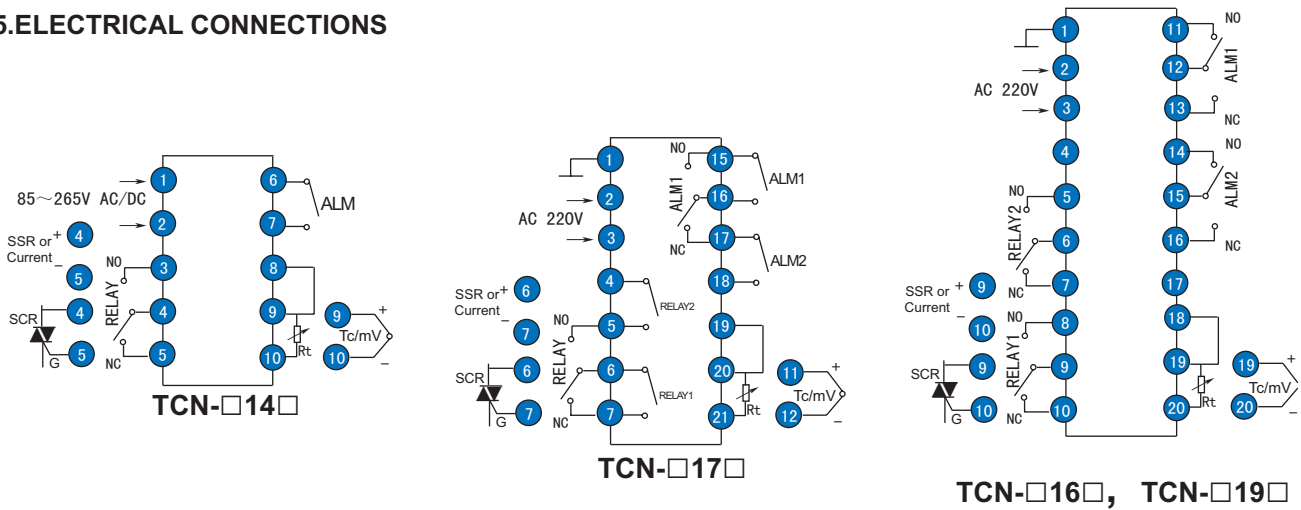 5.ELECTRICAL CONNECTIONS
1
2
3
4
5
6
7
8
9
10
85～265V AC/DC
ALM
SSR or
Current
+
4
−
5
SCR
4
5
G
NO
RELAY
NC
Rt
9
+
Tc/mV
10
−
TCN-□14□
1
2
3
4
5
6
7
15
16
17
18
19
20
21
AC 220V
NO
ALM1
NC
ALM1
ALM2
RELAY2
RELAY1
SSR or
Current
+
6
−
7
SCR
6
7
G
NO
RELAY
NC
Rt
11
+
Tc/mV
12
−
TCN-□17□
1
2
3
4
5
6
7
8
9
10
11
12
13
14
15
16
17
18
19
20
AC 220V
NO
ALM1
NC
NO
ALM2
NC
NO
RELAY2
NC
NO
RELAY1
NC
SSR or
Current
+
9
−
10
SCR
9
10
G
Rt
19
+
Tc/mV
20
−
TCN-□16□, TCN-□19□